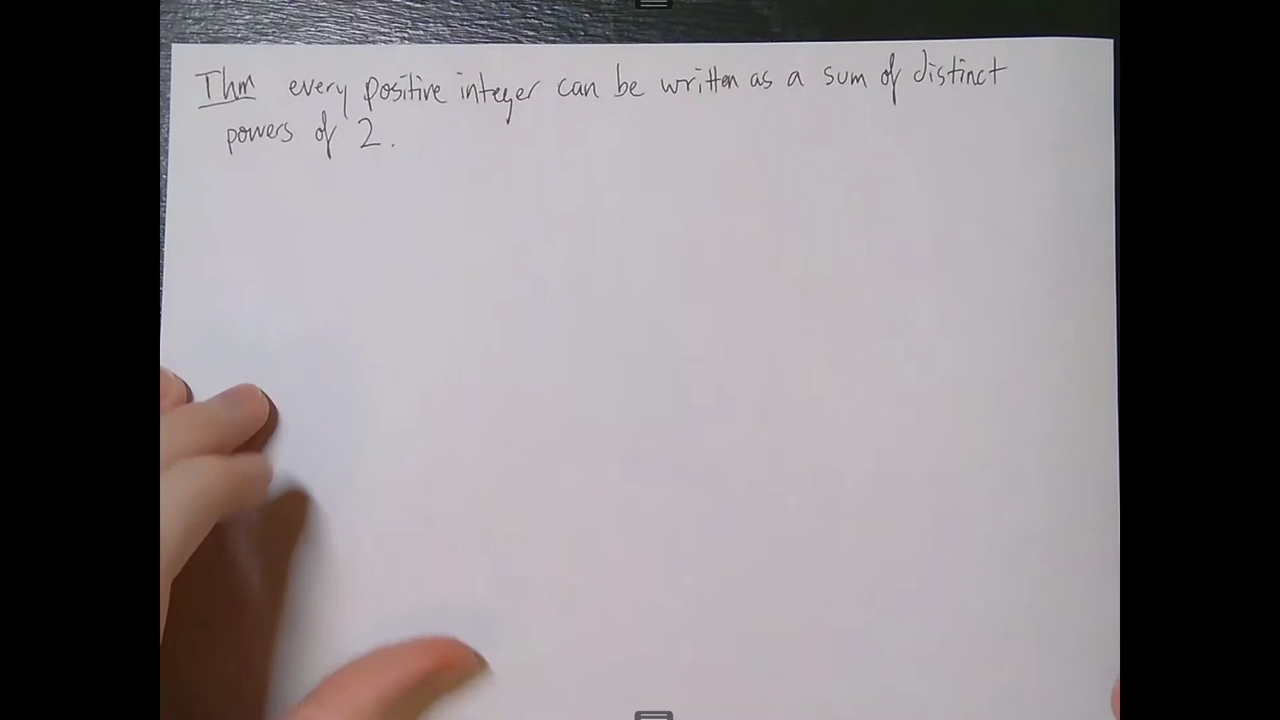 Thm every positive integer can be written as a sum of distinct
powers of 2.